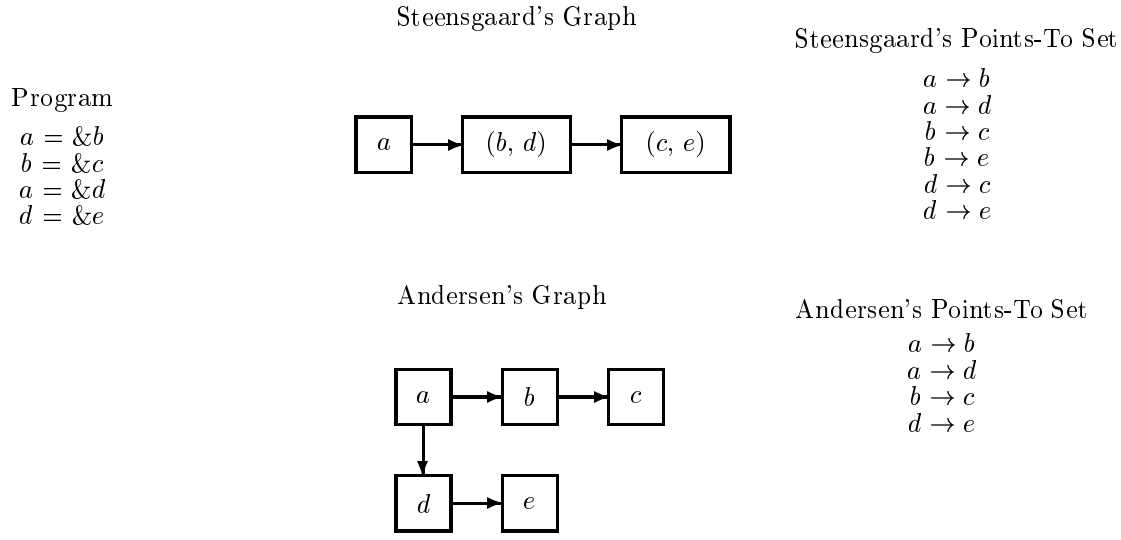 Steensgaard's Graph
Steensgaard's Points-To Set
Program
a = &b
b = &c
a = &d
d = &e
a
(b, d)
(c, e)
a → b
a → d
b → c
b → e
d → c
d → e
Andersen's Graph
Andersen's Points-To Set
a
b
c
d
e
a → b
a → d
b → c
d → e